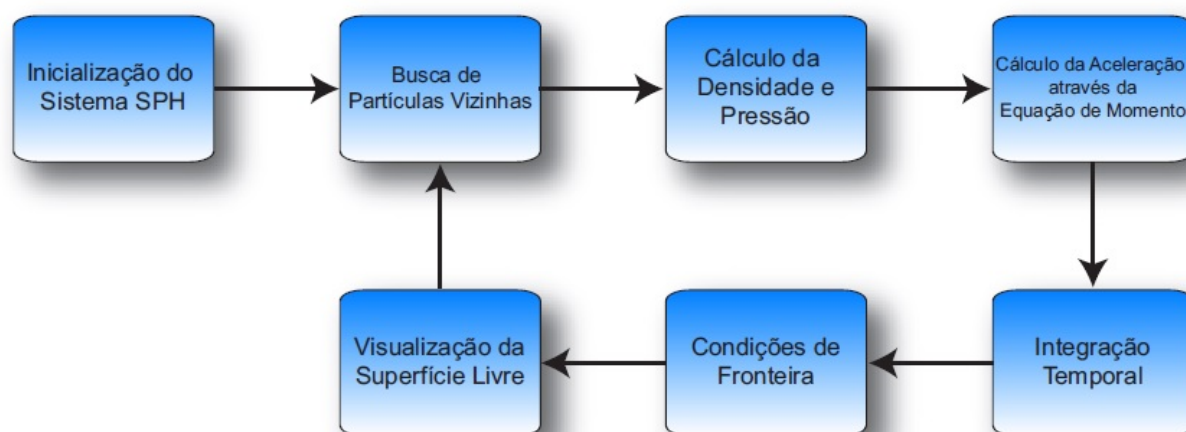 Inicialização do
Sistema SPH
Busca de
Partículas Vizinhas
Cálculo da
Densidade e
Pressão
Cálculo da Aceleração
através da
Equação de Momento
Visualização da
Superfície Livre
Condições de
Fronteira
Integração
Temporal